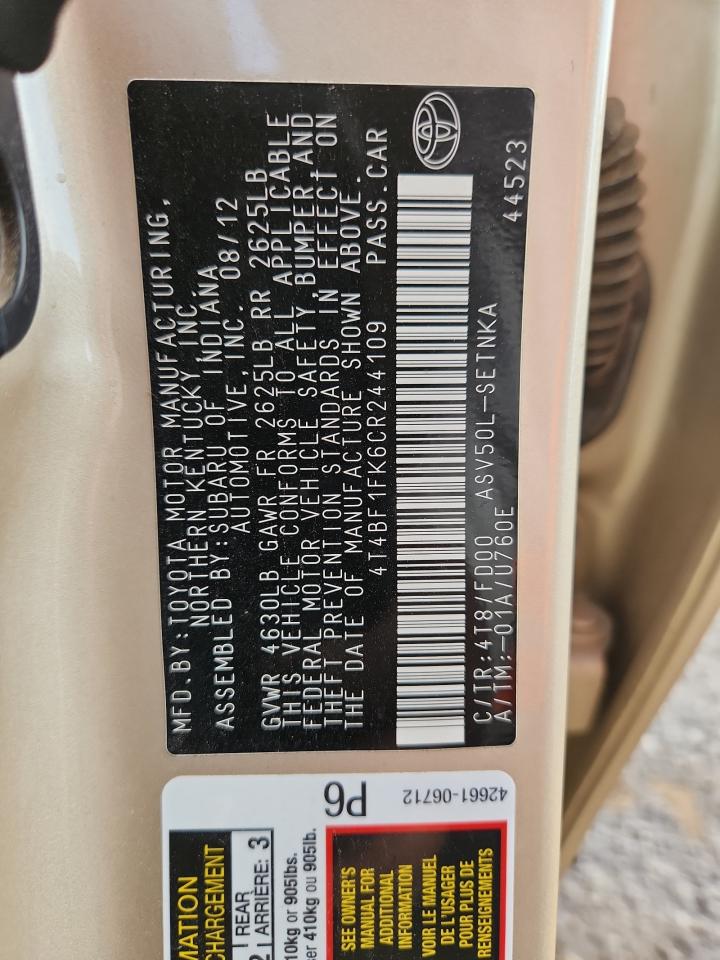 MFD. BY: TOYOTA MOTOR MANUFACTURING,
NORTHERN KENTUCKY, INC.
ASSEMBLED BY: SUBARU OF INDIANA
AUTOMOTIVE, INC. 08/12
GVWR 4630LB GAWR FR 2625LB RR 2625LB
THIS VEHICLE CONFORMS TO ALL APPLICABLE
FEDERAL MOTOR VEHICLE SAFETY, BUMPER, AND
THEFT PREVENTION STANDARDS IN EFFECT ON
THE DATE OF MANUFACTURE SHOWN ABOVE.
4T4BF1FK6CR244109 PASS.CAR
C/TR:4T8/FD00 ASV50L-SETNKA 44523
A/TM:-01A/U760E
P6
42661-06712
MATION
CHARGEMENT
2 REAR
ARRIÈRE: 3
10kg or 905lbs.
ser 410kg ou 905lb.
SEE OWNER'S
MANUAL FOR
ADDITIONAL
INFORMATION
VOIR LE MANUEL
DE L'USAGER
POUR PLUS DE
RENSEIGNEMENTS